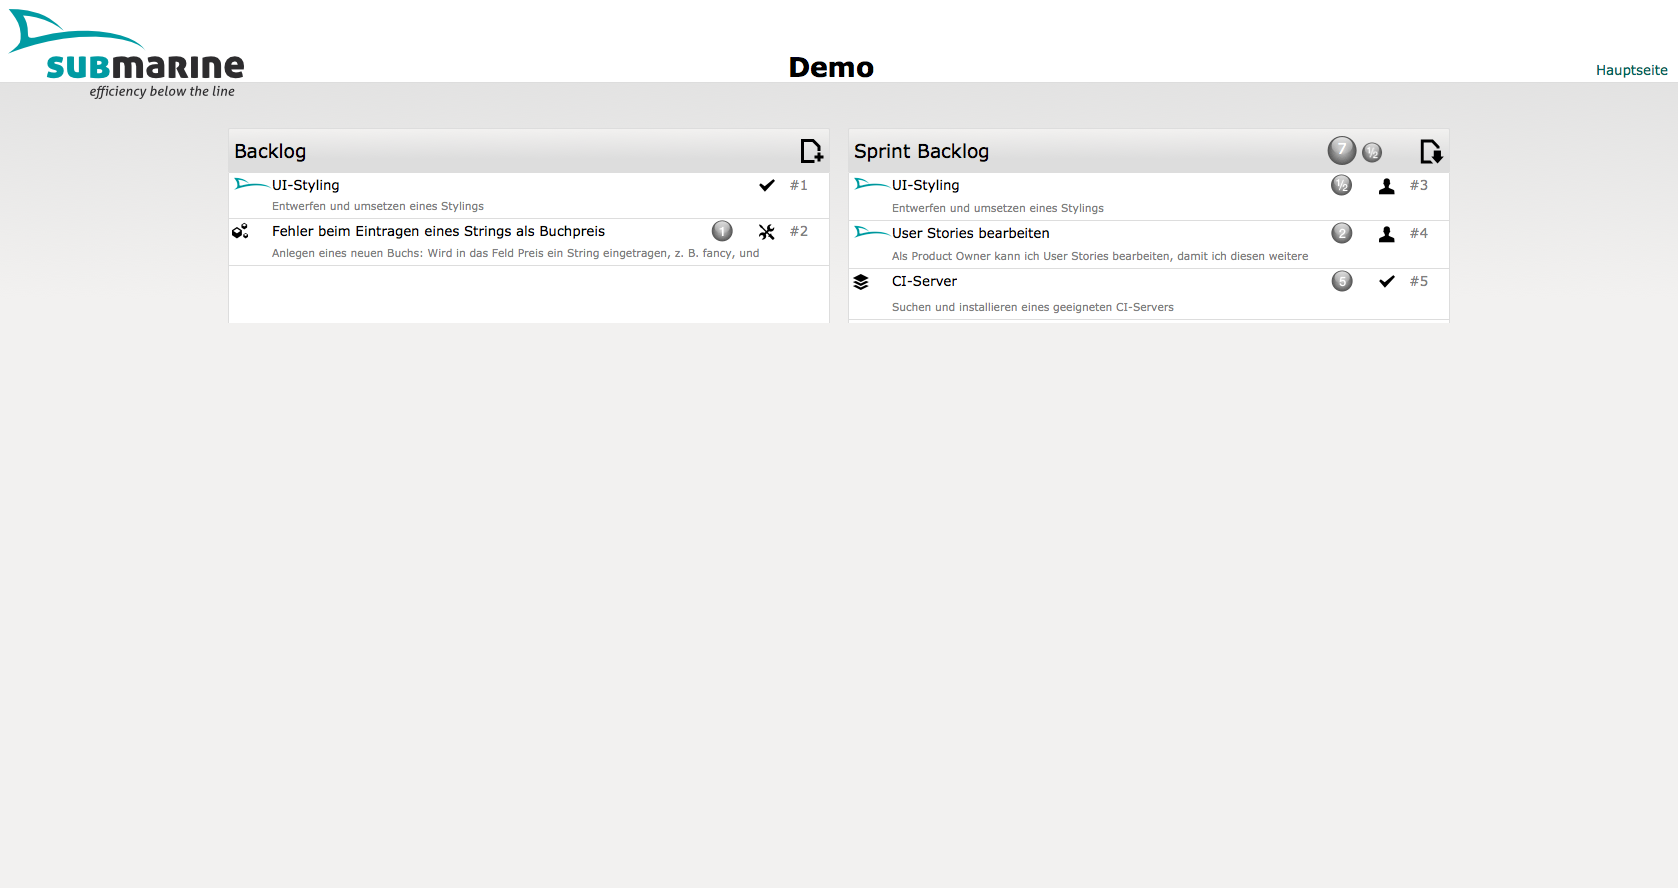 submarine
efficiency below the line
Demo
Hauptseite
Backlog
UI-Styling #1
Entwerfen und umsetzen eines Stylings
Fehler beim Eintragen eines Strings als Buchpreis 1 #2
Anlegen eines neuen Buchs: Wird in das Feld Preis ein String eingetragen, z. B. fancy, und
Sprint Backlog 7 ½
UI-Styling ½ #3
Entwerfen und umsetzen eines Stylings
User Stories bearbeiten 2 #4
Als Product Owner kann ich User Stories bearbeiten, damit ich diesen weitere
CI-Server 5 #5
Suchen und installieren eines geeigneten CI-Servers